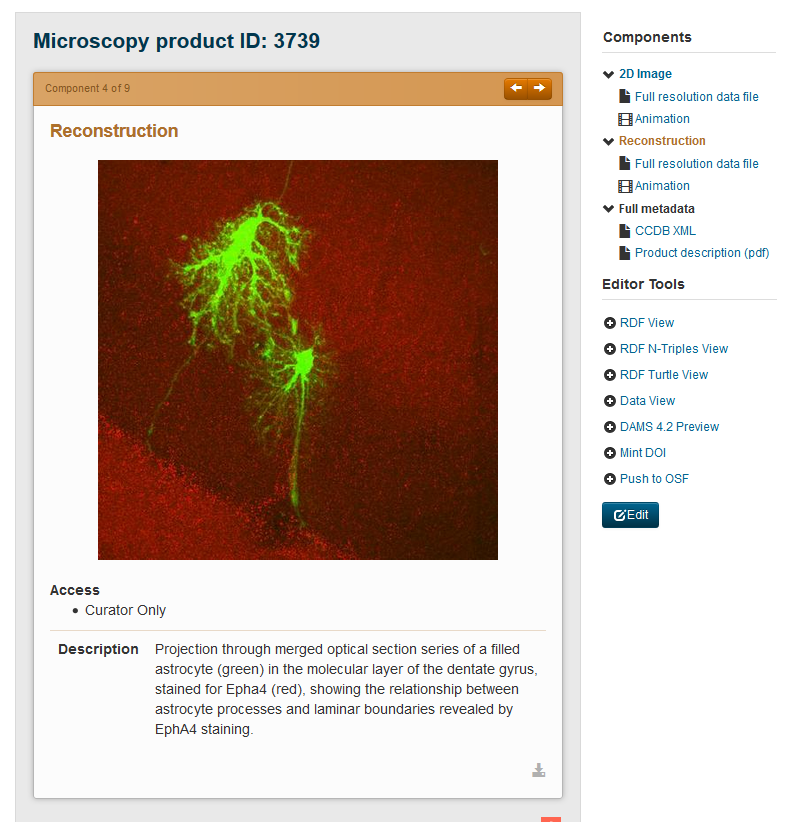 Microscopy product ID: 3739
Component 4 of 9
Reconstruction
Access
Curator Only
Description
Projection through merged optical section series of a filled
astrocyte (green) in the molecular layer of the dentate gyrus,
stained for Epha4 (red), showing the relationship between
astrocyte processes and laminar boundaries revealed by
EphA4 staining.
Components
2D Image
Full resolution data file
Animation
Reconstruction
Full resolution data file
Animation
Full metadata
CCDB XML
Product description (pdf)
Editor Tools
RDF View
RDF N-Triples View
RDF Turtle View
Data View
DAMS 4.2 Preview
Mint DOI
Push to OSF
Edit